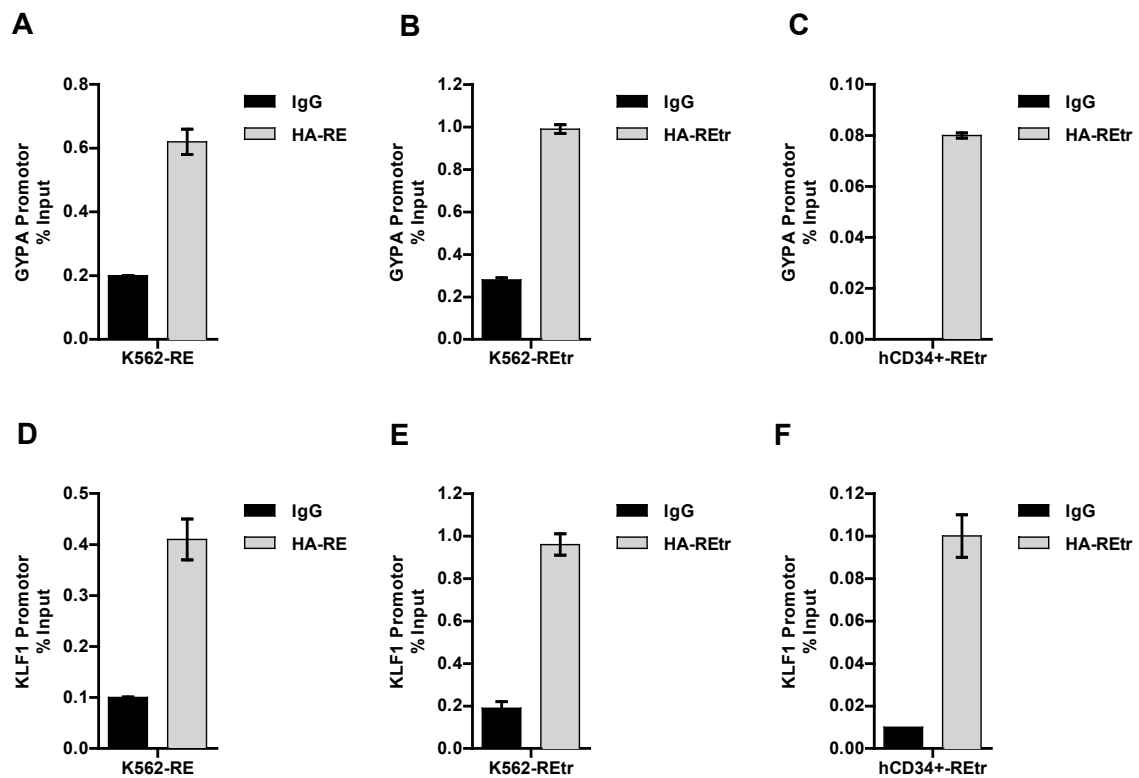 A
GYPA Promotor
% Input
0.8
0.6
0.4
0.2
0.0
K562-RE
IgG
HA-RE
B
GYPA Promotor
% Input
1.2
1.0
0.8
0.6
0.4
0.2
0.0
K562-REtr
IgG
HA-REtr
C
GYPA Promotor
% Input
0.10
0.08
0.06
0.04
0.02
0.00
hCD34+-REtr
IgG
HA-REtr
D
KLF1 Promotor
% Input
0.5
0.4
0.3
0.2
0.1
0.0
K562-RE
IgG
HA-RE
E
KLF1 Promotor
% Input
1.2
1.0
0.8
0.6
0.4
0.2
0.0
K562-REtr
IgG
HA-REtr
F
KLF1 Promotor
% Input
0.12
0.10
0.08
0.06
0.04
0.02
0.00
hCD34+-REtr
IgG
HA-REtr